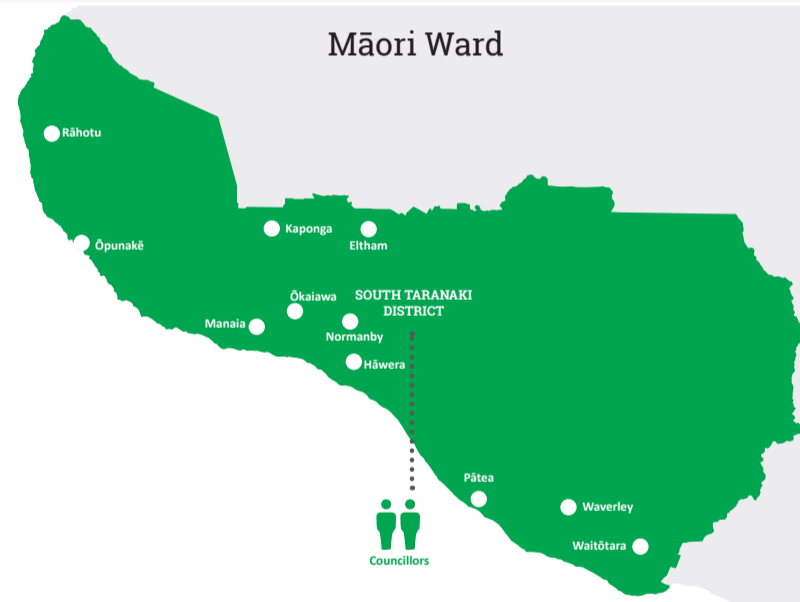 Māori Ward
Rāhotu
Ōpunakē
Kaponga
Eltham
Ōkaiawa
SOUTH TARANAKI
DISTRICT
Manaia
Normanby
Hāwera
Pātea
Waverley
Waitōtara
Councillors